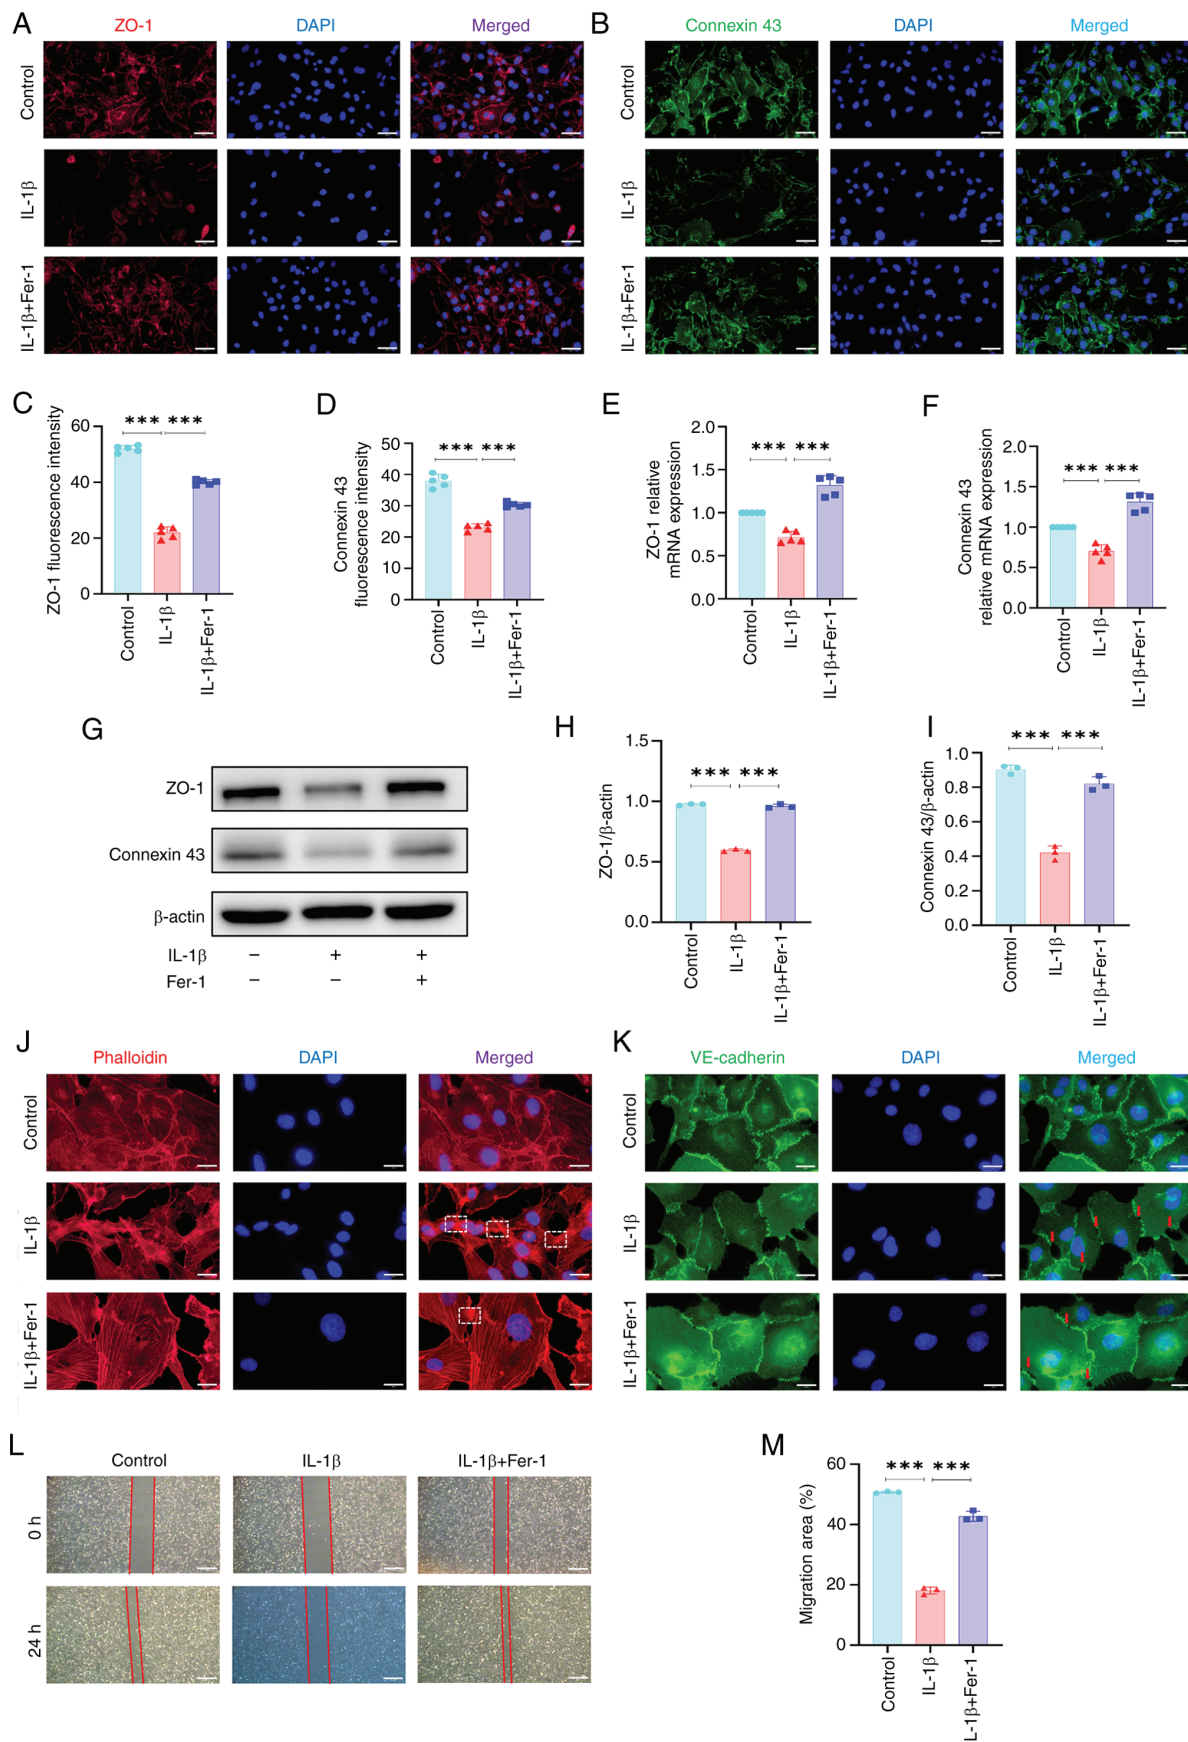 A
ZO-1
DAPI
Merged
Control
IL-1β
IL-1β+Fer-1
B
Connexin 43
DAPI
Merged
Control
IL-1β
IL-1β+Fer-1
C
ZO-1 fluorescence intensity
60
40
20
0
*** ***
Control
IL-1β
IL-1β+Fer-1
D
Connexin 43
fluorescence intensity
50
40
30
20
10
0
*** ***
Control
IL-1β
IL-1β+Fer-1
E
ZO-1 relative
mRNA expression
2.0
1.5
1.0
0.5
0.0
*** ***
Control
IL-1β
IL-1β+Fer-1
F
Connexin 43
relative mRNA expression
2.0
1.5
1.0
0.5
0.0
*** ***
Control
IL-1β
IL-1β+Fer-1
G
ZO-1
Connexin 43
β-actin
IL-1β – + +
Fer-1 – – +
H
ZO-1/β-actin
1.5
1.0
0.5
0.0
*** ***
Control
IL-1β
IL-1β+Fer-1
I
Connexin 43/β-actin
1.0
0.8
0.6
0.4
0.2
0.0
*** ***
Control
IL-1β
IL-1β+Fer-1
J
Phalloidin
DAPI
Merged
Control
IL-1β
IL-1β+Fer-1
K
VE-cadherin
DAPI
Merged
Control
IL-1β
IL-1β+Fer-1
L
Control
IL-1β
IL-1β+Fer-1
0 h
24 h
M
Migration area (%)
60
40
20
0
*** ***
Control
IL-1β
L-1β+Fer-1